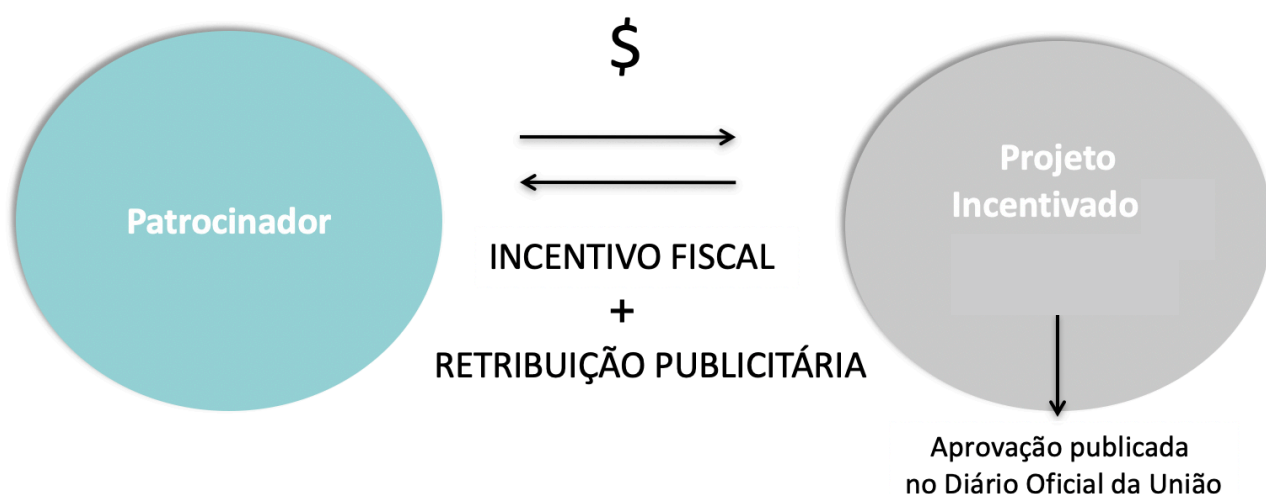 $
Patrocinador
Projeto
Incentivado
INCENTIVO FISCAL
+
RETRIBUIÇÃO PUBLICITÁRIA
Aprovação publicada
no Diário Oficial da União